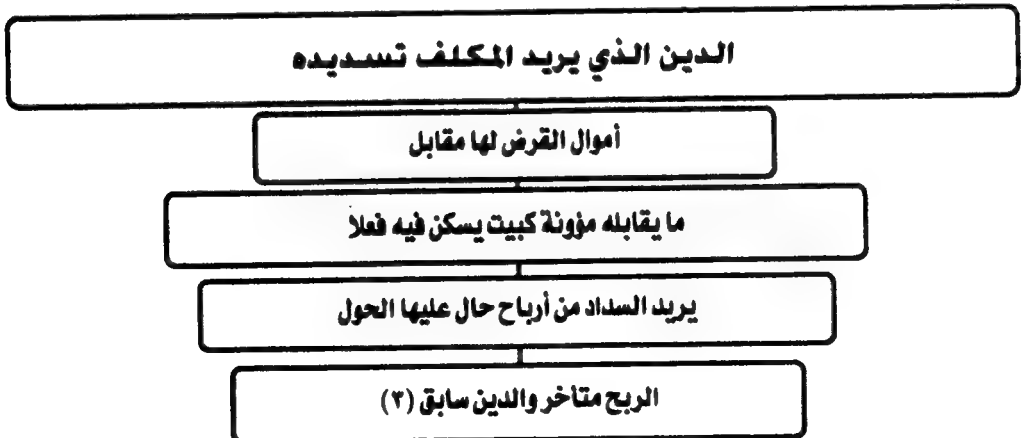 الدين الذي يريد المكلف تسديده
أموال القرض لها مقابل
ما يقابله مؤونة كبيت يسكن فيه فعلا
يريد السداد من أرباح حال عليها الحول
الربح متأخر والدين سابق (٣)